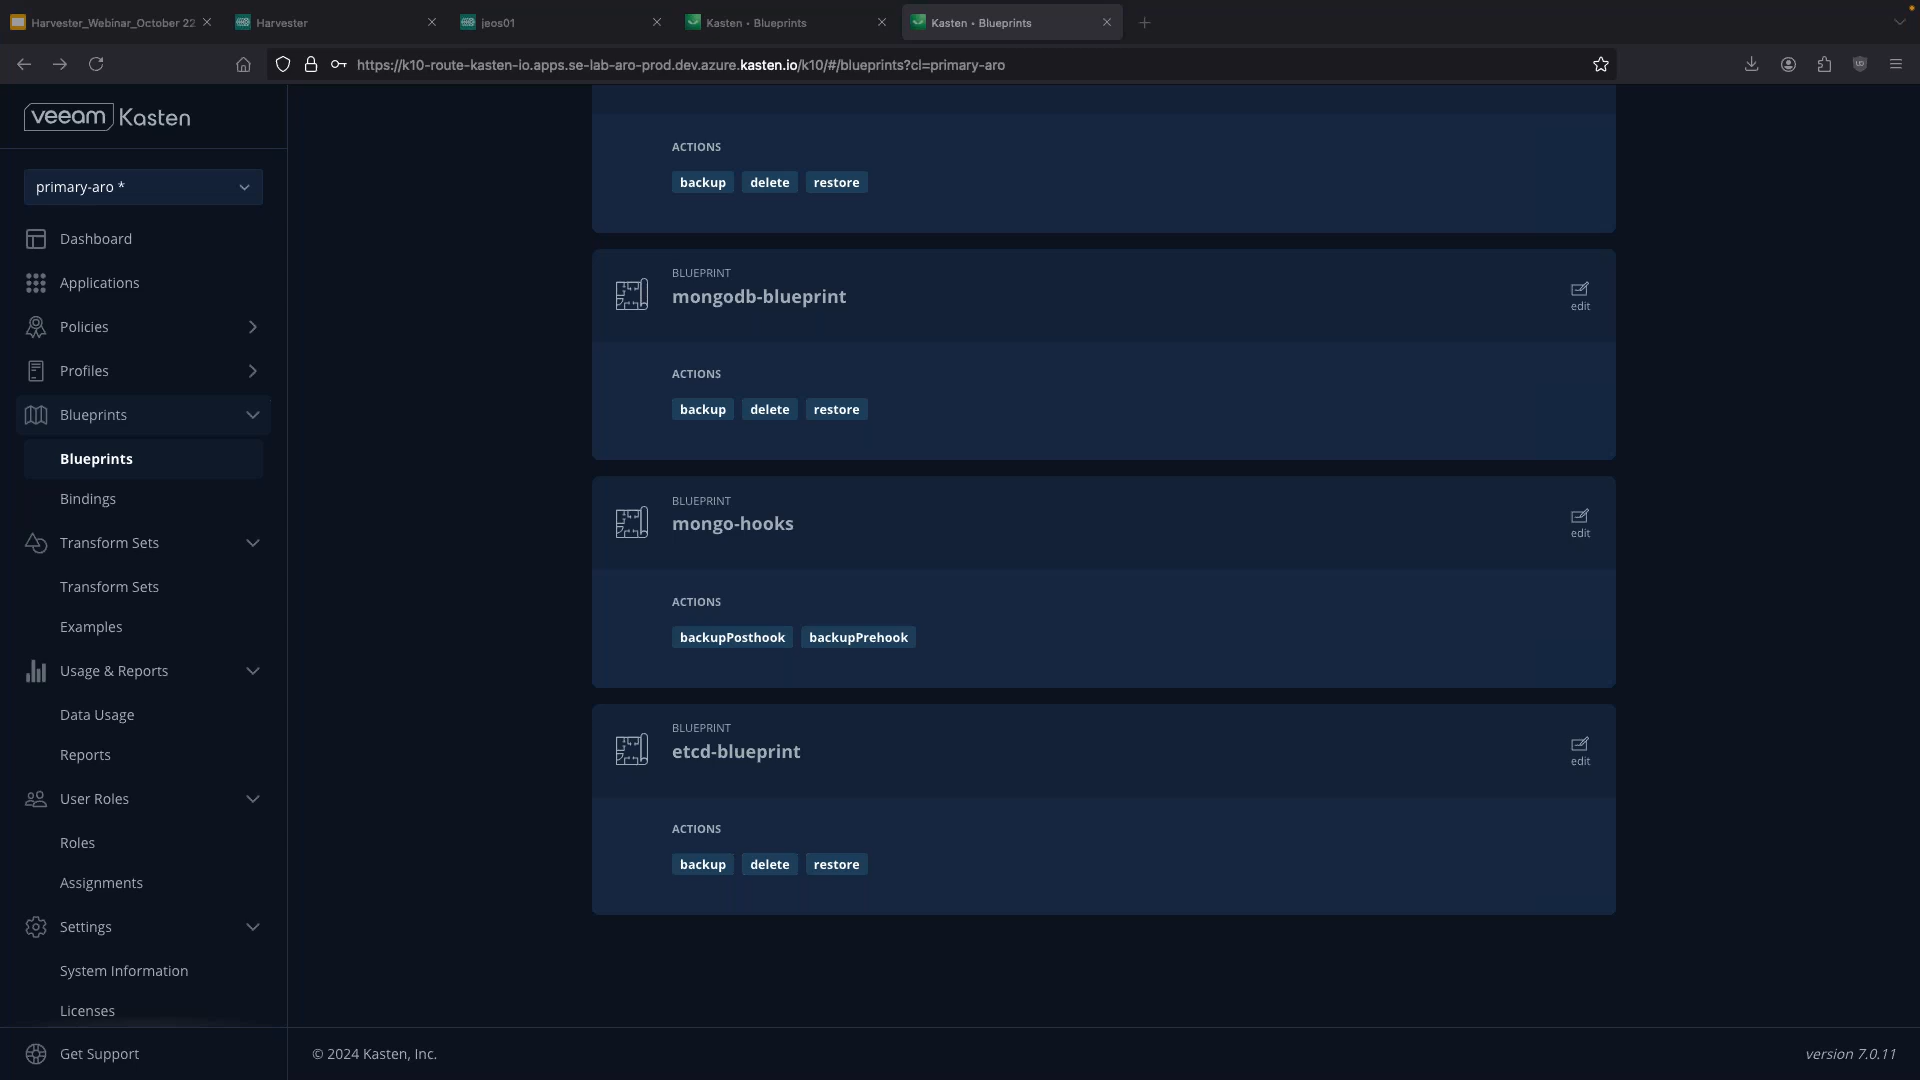 Harvester_Webinar_October 22
Harvester
jeos01
Kasten • Blueprints
Kasten • Blueprints
https://k10-route-kasten-io.apps.se-lab-aro-prod.dev.azure.kasten.io/k10/#/blueprints?cl=primary-aro
veeam Kasten
primary-aro *
Dashboard
Applications
Policies
Profiles
Blueprints
Blueprints
Bindings
Transform Sets
Transform Sets
Examples
Usage & Reports
Data Usage
Reports
User Roles
Roles
Assignments
Settings
System Information
Licenses
Get Support
ACTIONS
backup delete restore
BLUEPRINT
mongodb-blueprint
edit
ACTIONS
backup delete restore
BLUEPRINT
mongo-hooks
edit
ACTIONS
backupPosthook backupPrehook
BLUEPRINT
etcd-blueprint
edit
ACTIONS
backup delete restore
© 2024 Kasten, Inc.
version 7.0.11